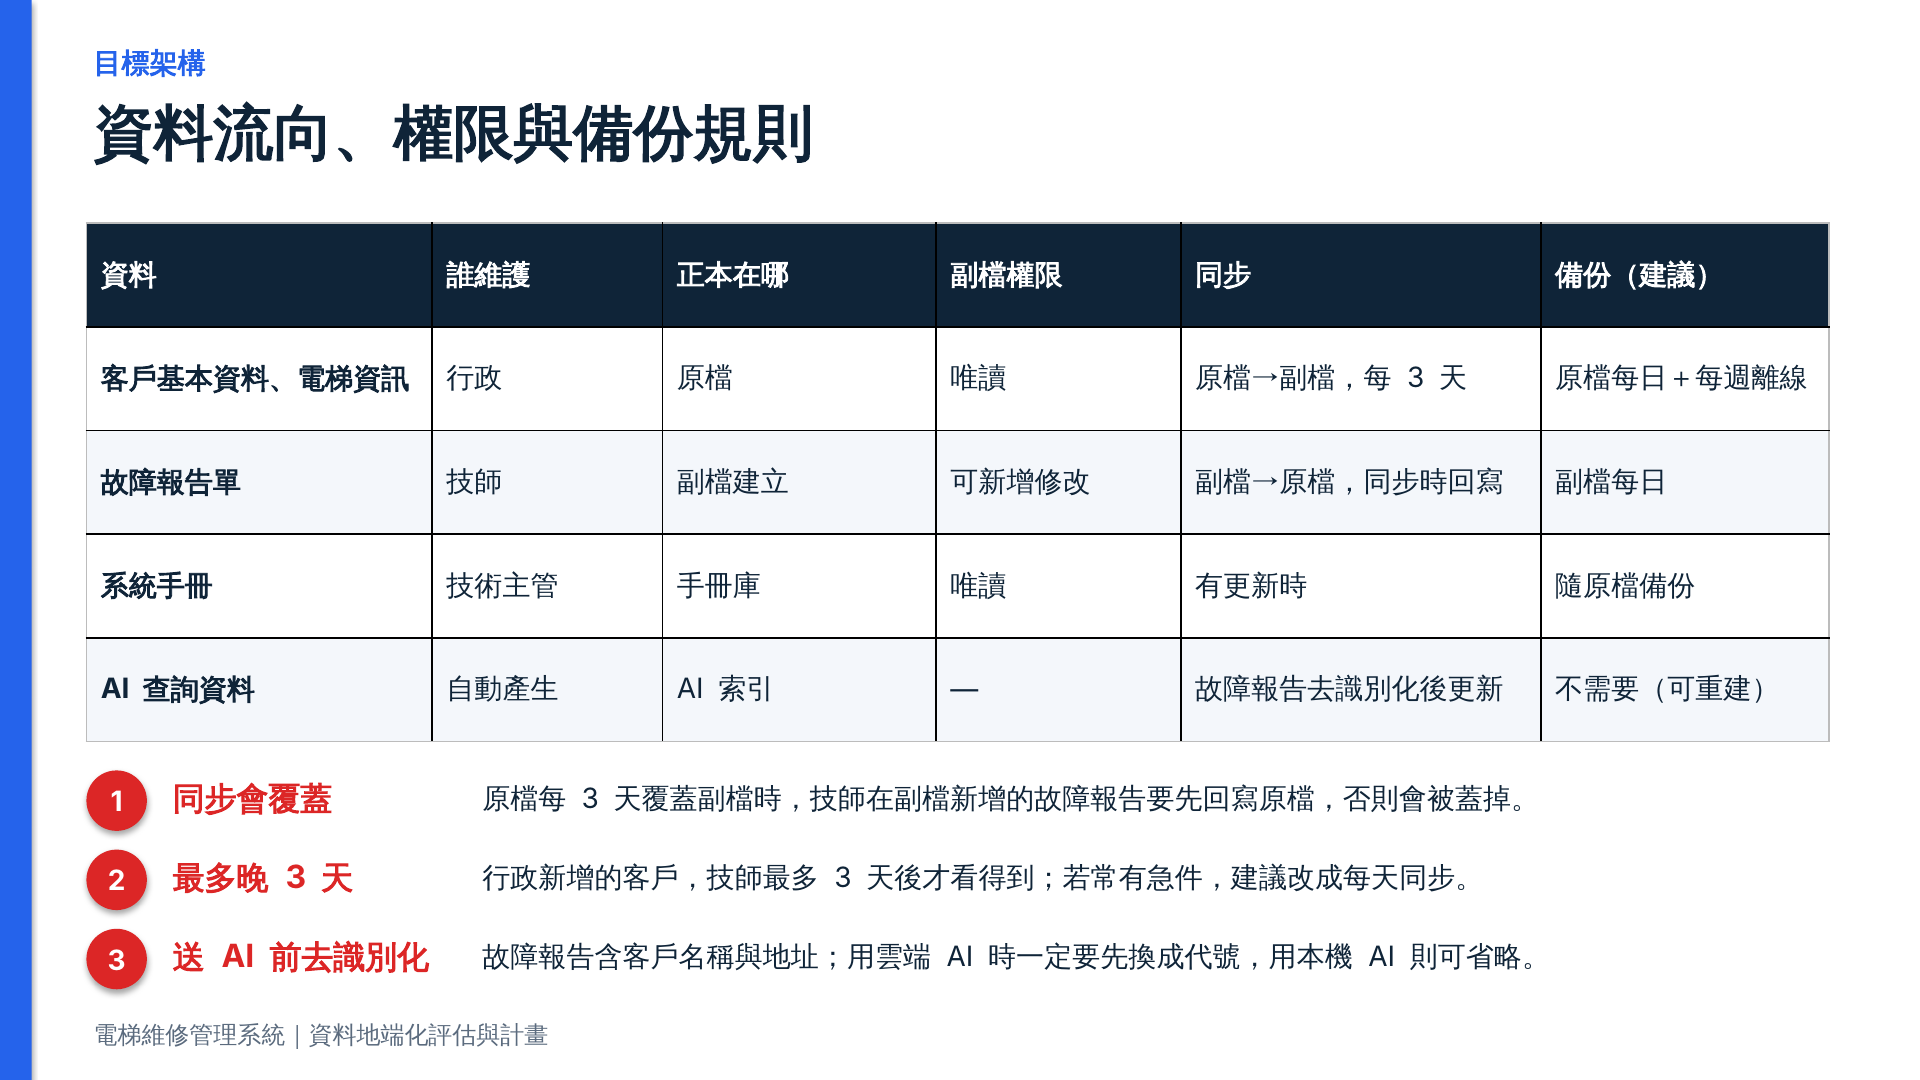 目標架構
資料流向、權限與備份規則
資料 誰維護 正本在哪 副檔權限 同步 備份（建議）
客戶基本資料、電梯資訊 行政 原檔 唯讀 原檔→副檔，每 3 天 原檔每日＋每週離線
故障報告單 技師 副檔建立 可新增修改 副檔→原檔，同步時回寫 副檔每日
系統手冊 技術主管 手冊庫 唯讀 有更新時 隨原檔備份
AI 查詢資料 自動產生 AI 索引 — 故障報告去識別化後更新 不需要（可重建）
1 同步會覆蓋 原檔每 3 天覆蓋副檔時，技師在副檔新增的故障報告要先回寫原檔，否則會被蓋掉。
2 最多晚 3 天 行政新增的客戶，技師最多 3 天後才看得到；若常有急件，建議改成每天同步。
3 送 AI 前去識別化 故障報告含客戶名稱與地址；用雲端 AI 時一定要先換成代號，用本機 AI 則可省略。
電梯維修管理系統｜資料地端化評估與計畫